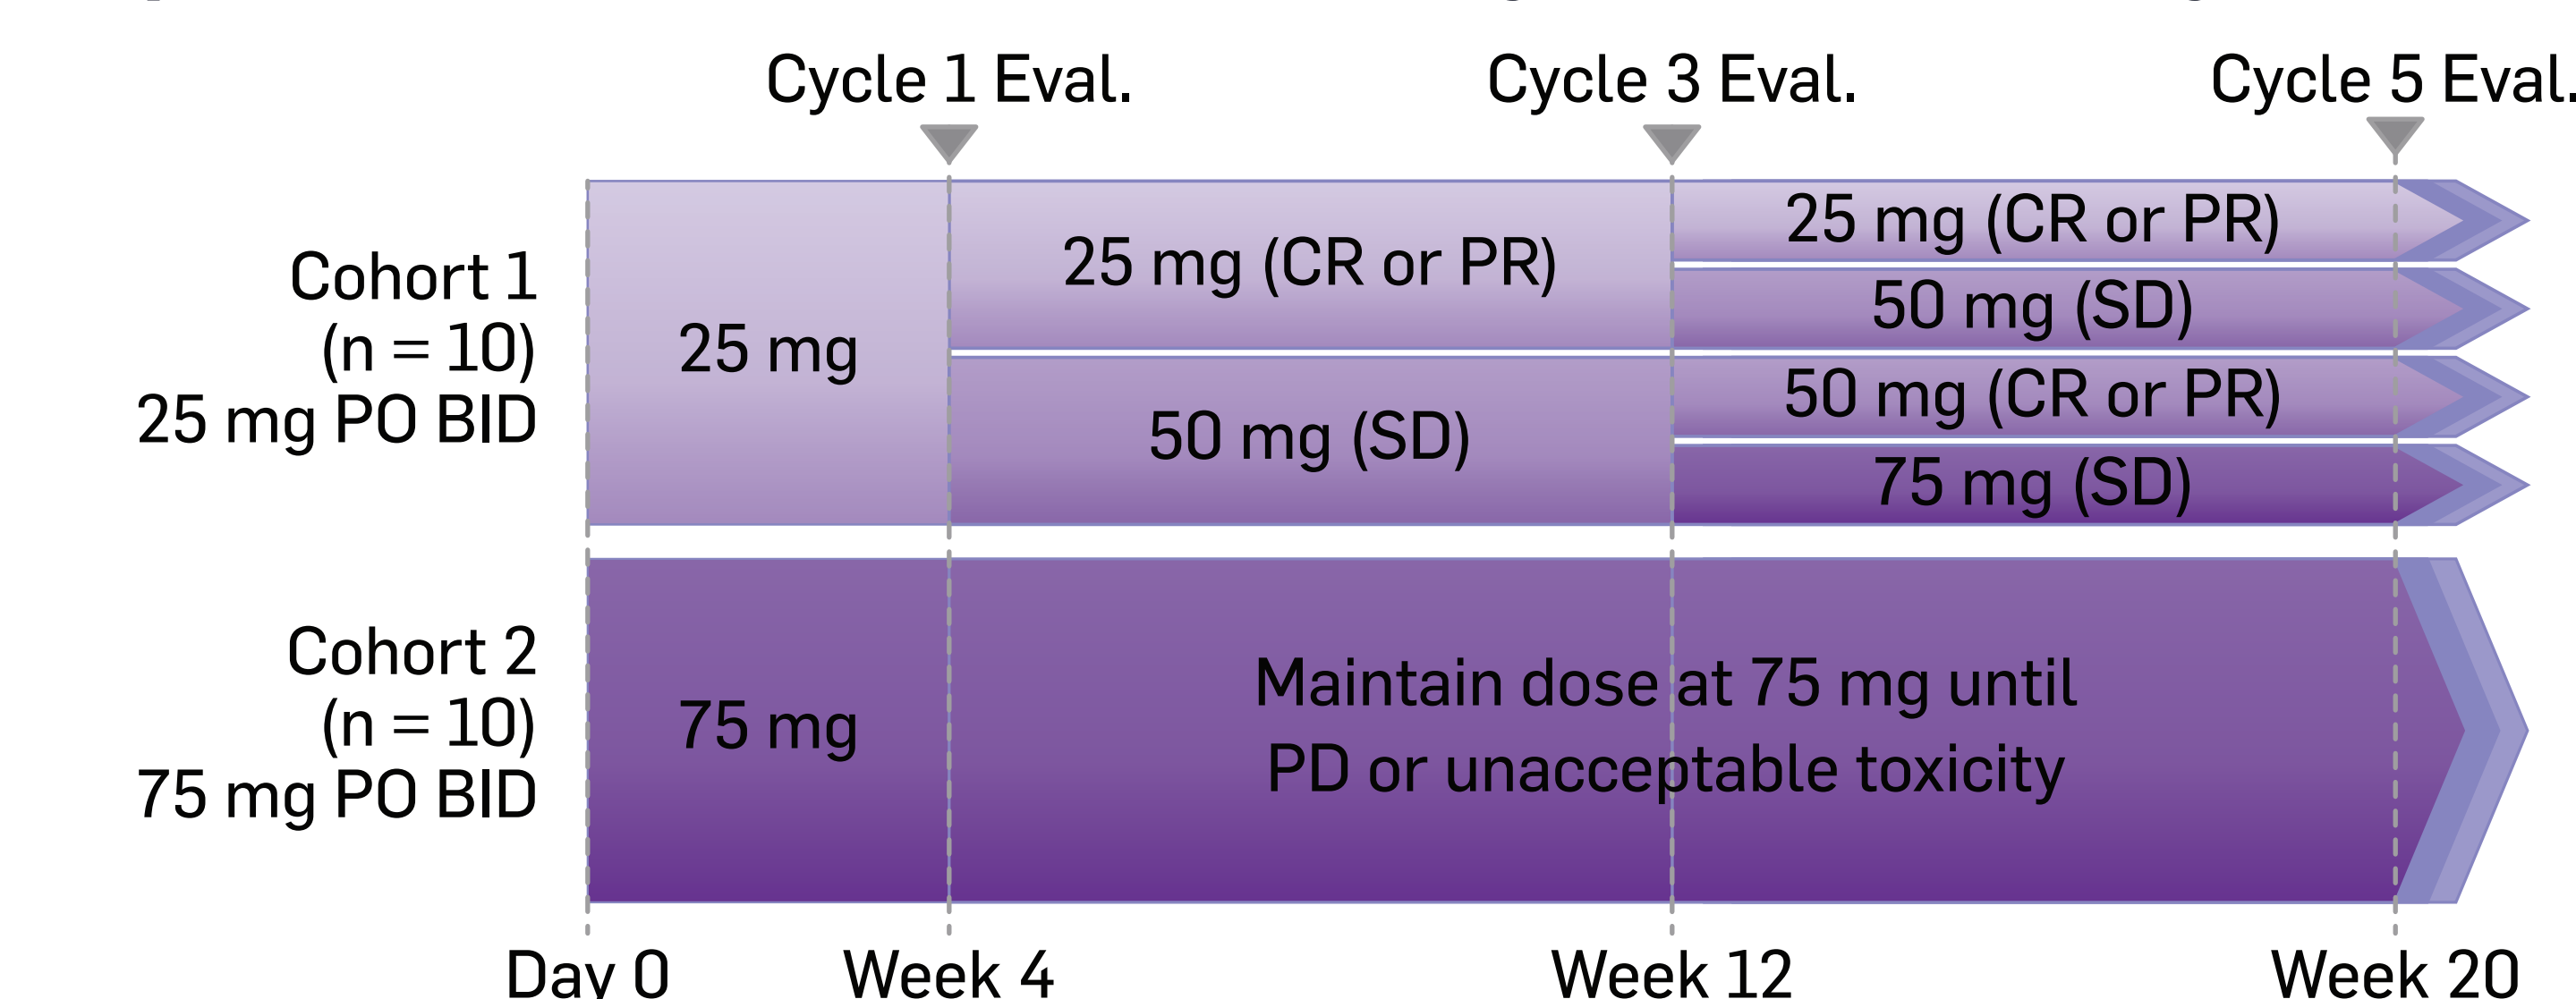 Cycle 1 Eval.
Cycle 3 Eval.
Cycle 5 Eval.
Cohort 1
(n = 10)
25 mg PO BID
25 mg
25 mg (CR or PR)
50 mg (SD)
25 mg (CR or PR)
50 mg (SD)
50 mg (CR or PR)
75 mg (SD)
Cohort 2
(n = 10)
75 mg PO BID
75 mg
Maintain dose at 75 mg until
PD or unacceptable toxicity
Day 0
Week 4
Week 12
Week 20